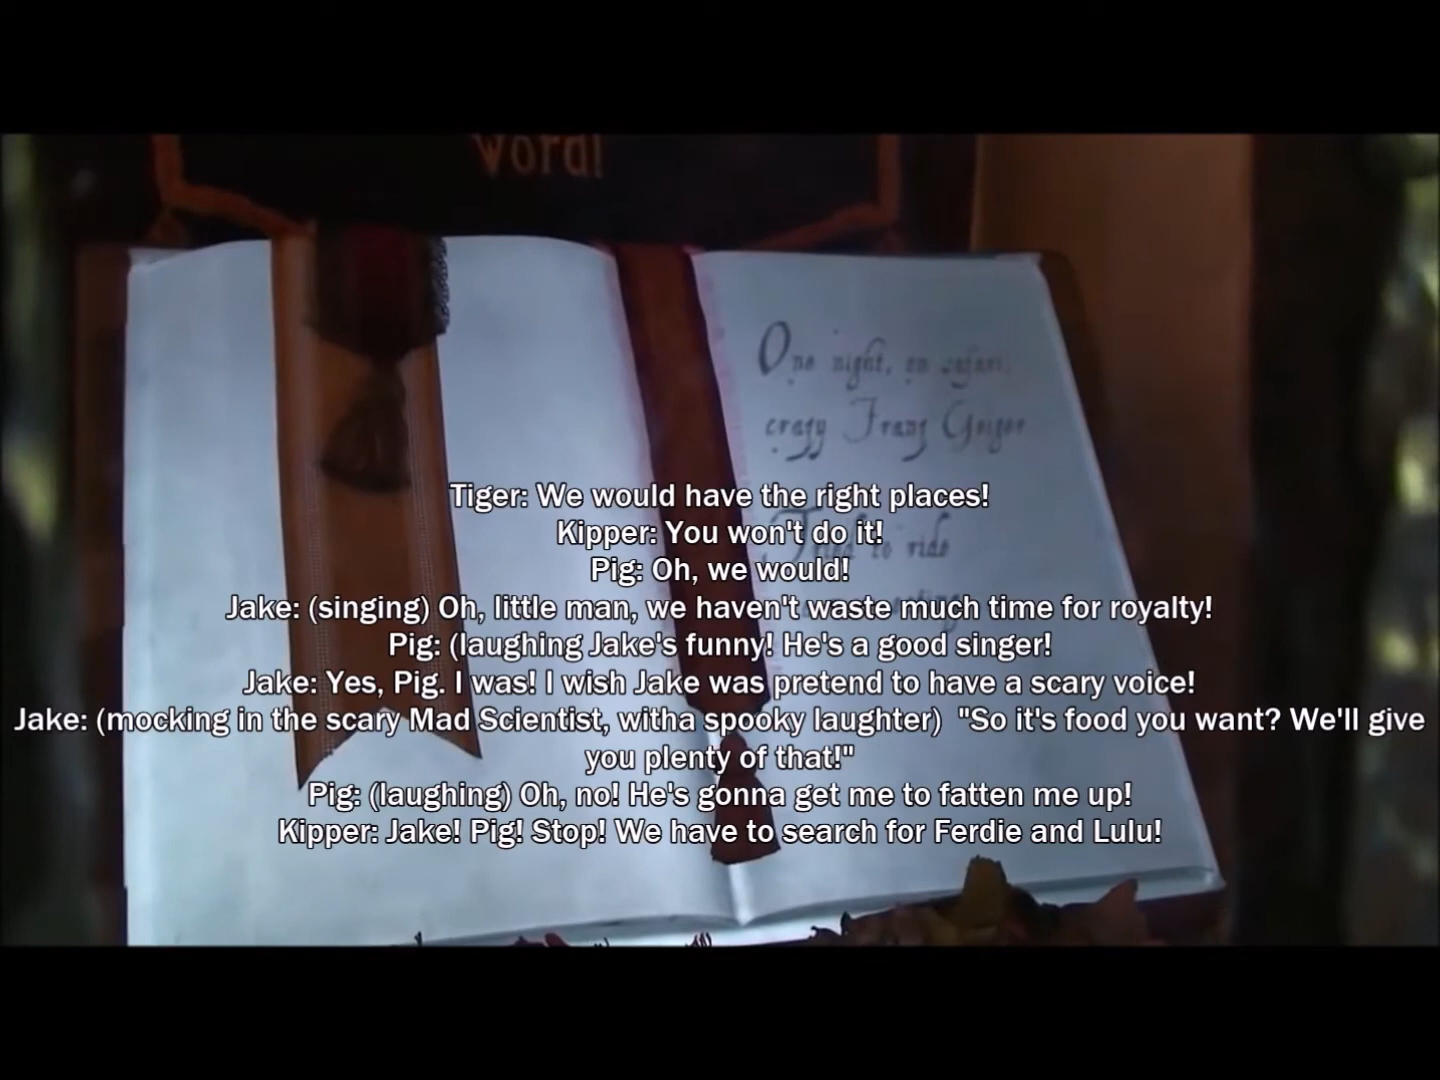 Word!
One night, on safari,
crazy Franz Geiger
Tried to ride
Tiger: We would have the right places!
Kipper: You won't do it!
Pig: Oh, we would!
Jake: (singing) Oh, little man, we haven't waste much time for royalty!
Pig: (laughing Jake's funny! He's a good singer!
Jake: Yes, Pig. I was! I wish Jake was pretend to have a scary voice!
Jake: (mocking in the scary Mad Scientist, witha spooky laughter)  "So it's food you want? We'll give
you plenty of that!"
Pig: (laughing) Oh, no! He's gonna get me to fatten me up!
Kipper: Jake! Pig! Stop! We have to search for Ferdie and Lulu!